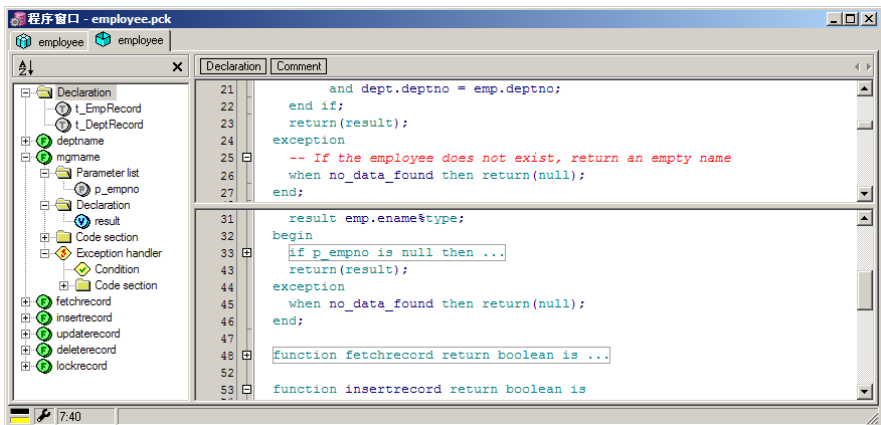 程序窗口 - employee.pck
employee employee
Declaration Comment
Declaration
t_EmpRecord
t_DeptRecord
deptname
mgrname
Parameter list
p_empno
Declaration
result
Code section
Exception handler
Condition
Code section
fetchrecord
insertrecord
updaterecord
deleterecord
lockrecord
21 and dept.deptno = emp.deptno;
22 end if;
23 return(result);
24 exception
25 -- If the employee does not exist, return an empty name
26 when no_data_found then return(null);
27 end;
31 result emp.ename%type;
32 begin
33 if p_empno is null then ...
43 return(result);
44 exception
45 when no_data_found then return(null);
46 end;
47
48 function fetchrecord return boolean is ...
52
53 function insertrecord return boolean is
7:40